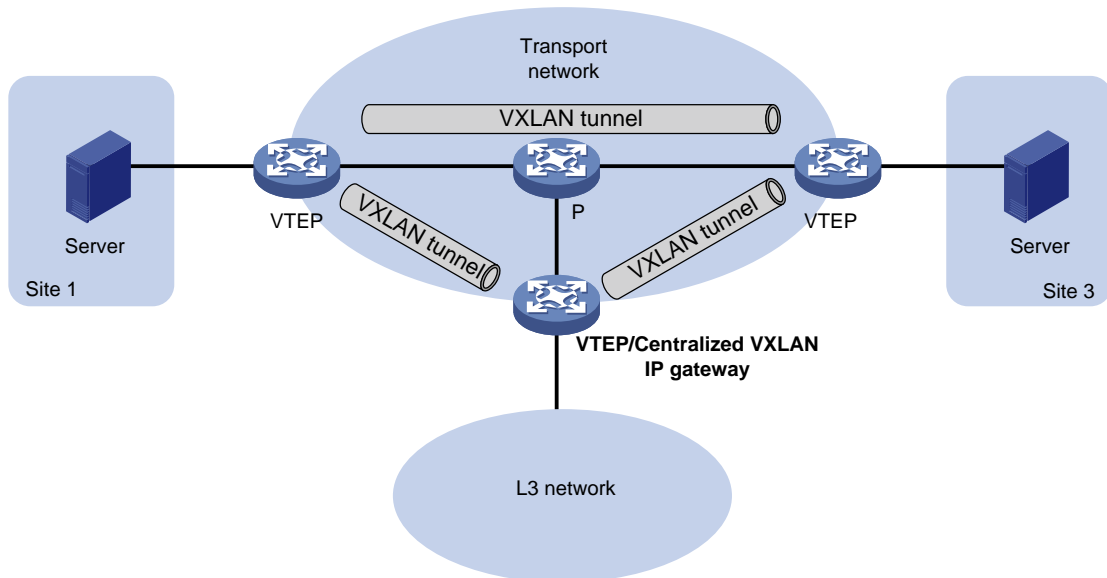 Transport
network
VXLAN tunnel
VTEP
P
VTEP
VXLAN tunnel
VXLAN tunnel
Server
Server
Site 1
Site 3
VTEP/Centralized VXLAN
IP gateway
L3 network